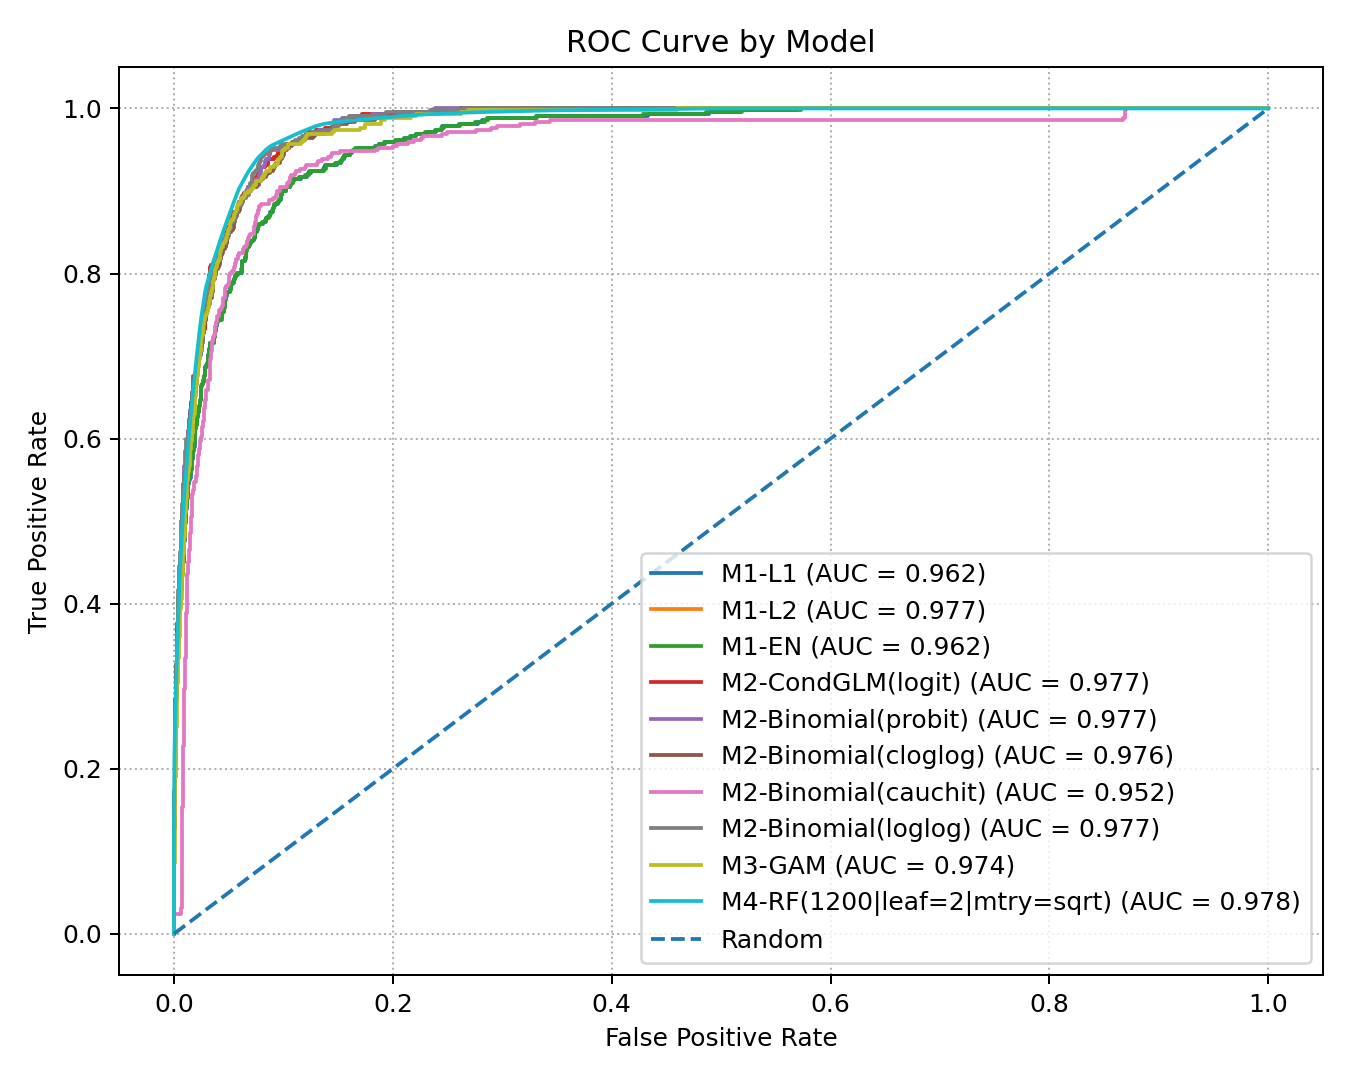 ROC Curve by Model
True Positive Rate
1.0
0.8
0.6
0.4
0.2
0.0
M1-L1 (AUC = 0.962)
M1-L2 (AUC = 0.977)
M1-EN (AUC = 0.962)
M2-CondGLM(logit) (AUC = 0.977)
M2-Binomial(probit) (AUC = 0.977)
M2-Binomial(cloglog) (AUC = 0.976)
M2-Binomial(cauchit) (AUC = 0.952)
M2-Binomial(loglog) (AUC = 0.977)
M3-GAM (AUC = 0.974)
M4-RF(1200|leaf=2|mtry=sqrt) (AUC = 0.978)
Random
0.0 0.2 0.4 0.6 0.8 1.0
False Positive Rate